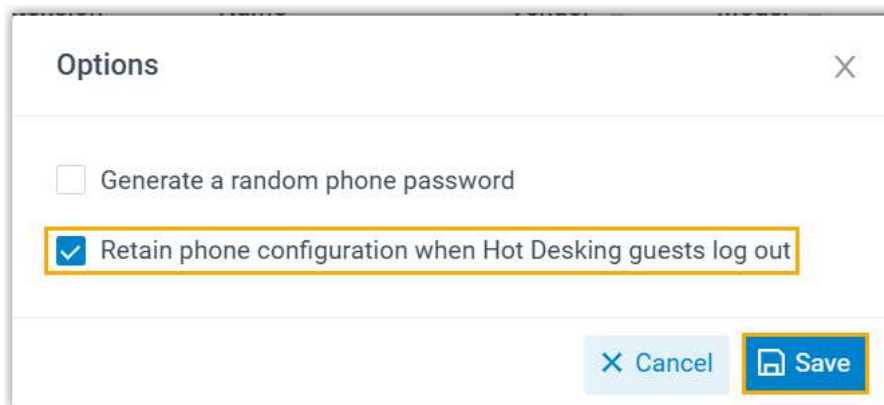 Options
Generate a random phone password
Retain phone configuration when Hot Desking guests log out
Cancel
Save